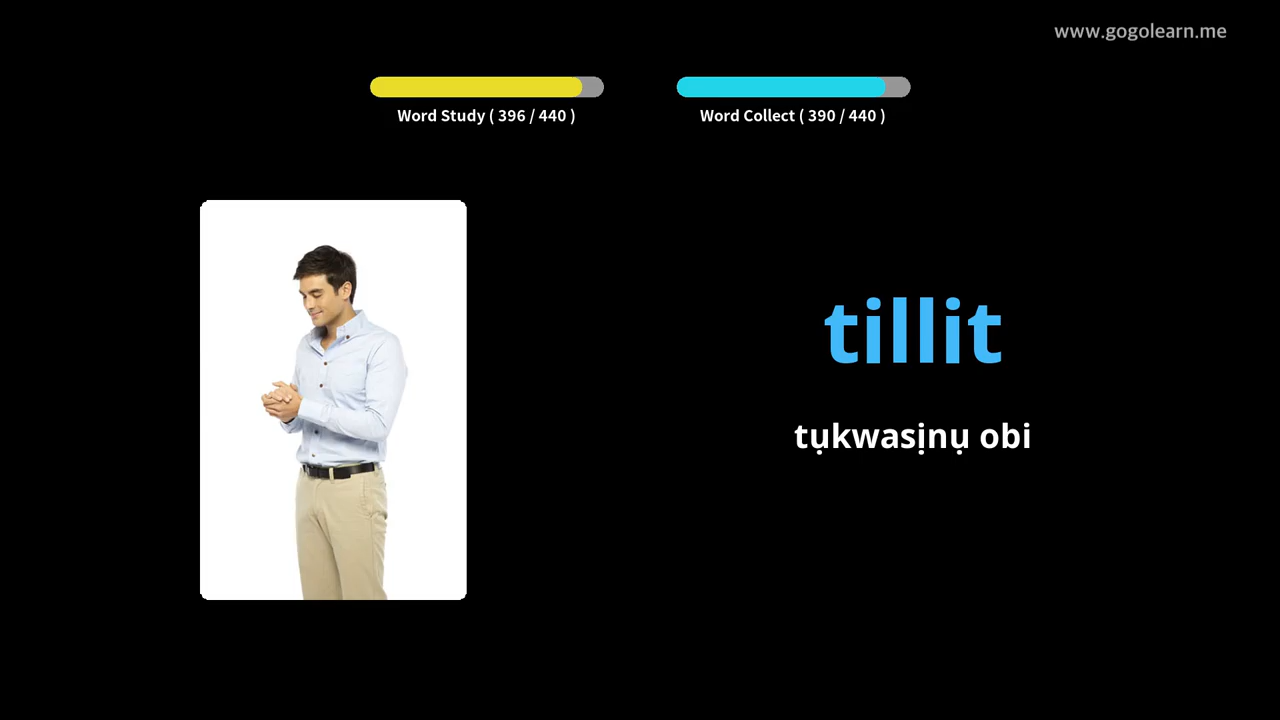 www.gogolearn.me
Word Study ( 396 / 440 )
Word Collect ( 390 / 440 )
tillit
tụkwasịnụ obi